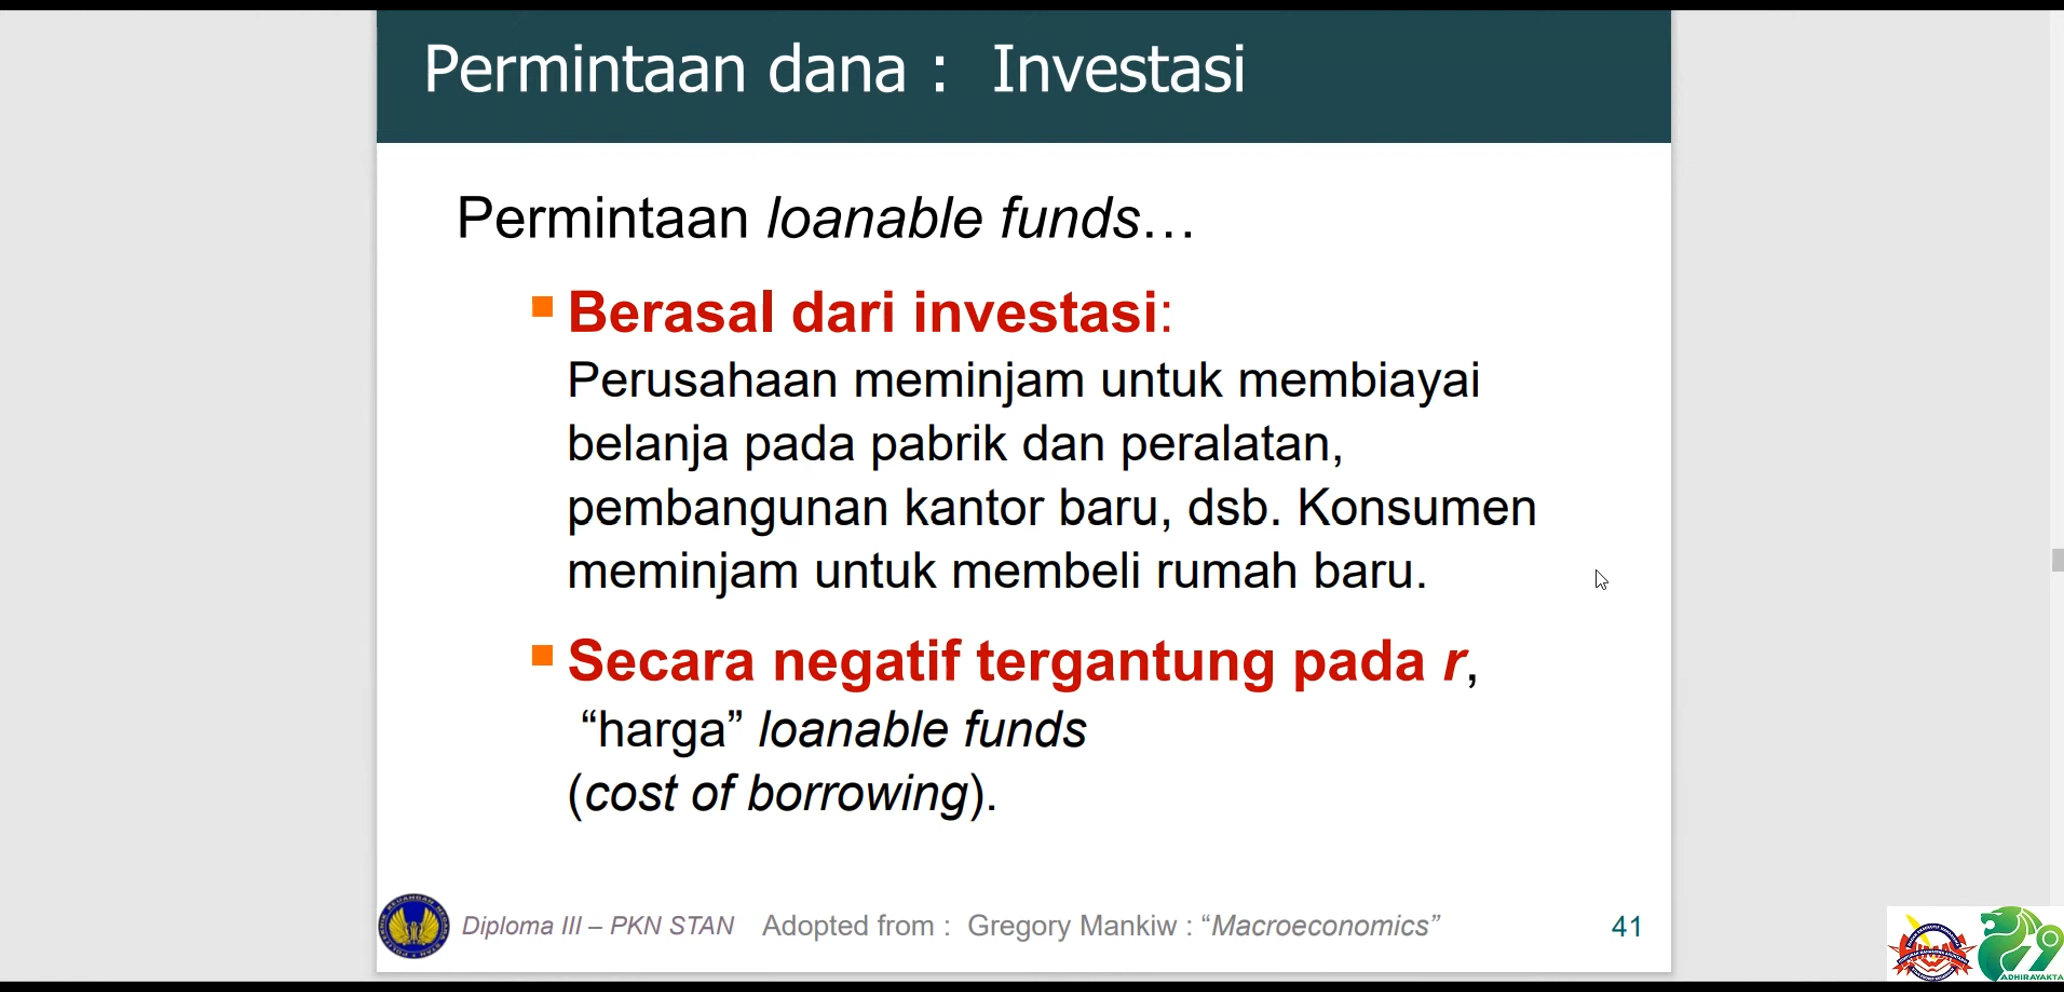 Permintaan dana : Investasi
Permintaan loanable funds…
Berasal dari investasi:
Perusahaan meminjam untuk membiayai
belanja pada pabrik dan peralatan,
pembangunan kantor baru, dsb. Konsumen
meminjam untuk membeli rumah baru.
Secara negatif tergantung pada r,
“harga” loanable funds
(cost of borrowing).
Diploma III – PKN STAN Adopted from : Gregory Mankiw : “Macroeconomics” 41
29
ADHIRAYAKTA